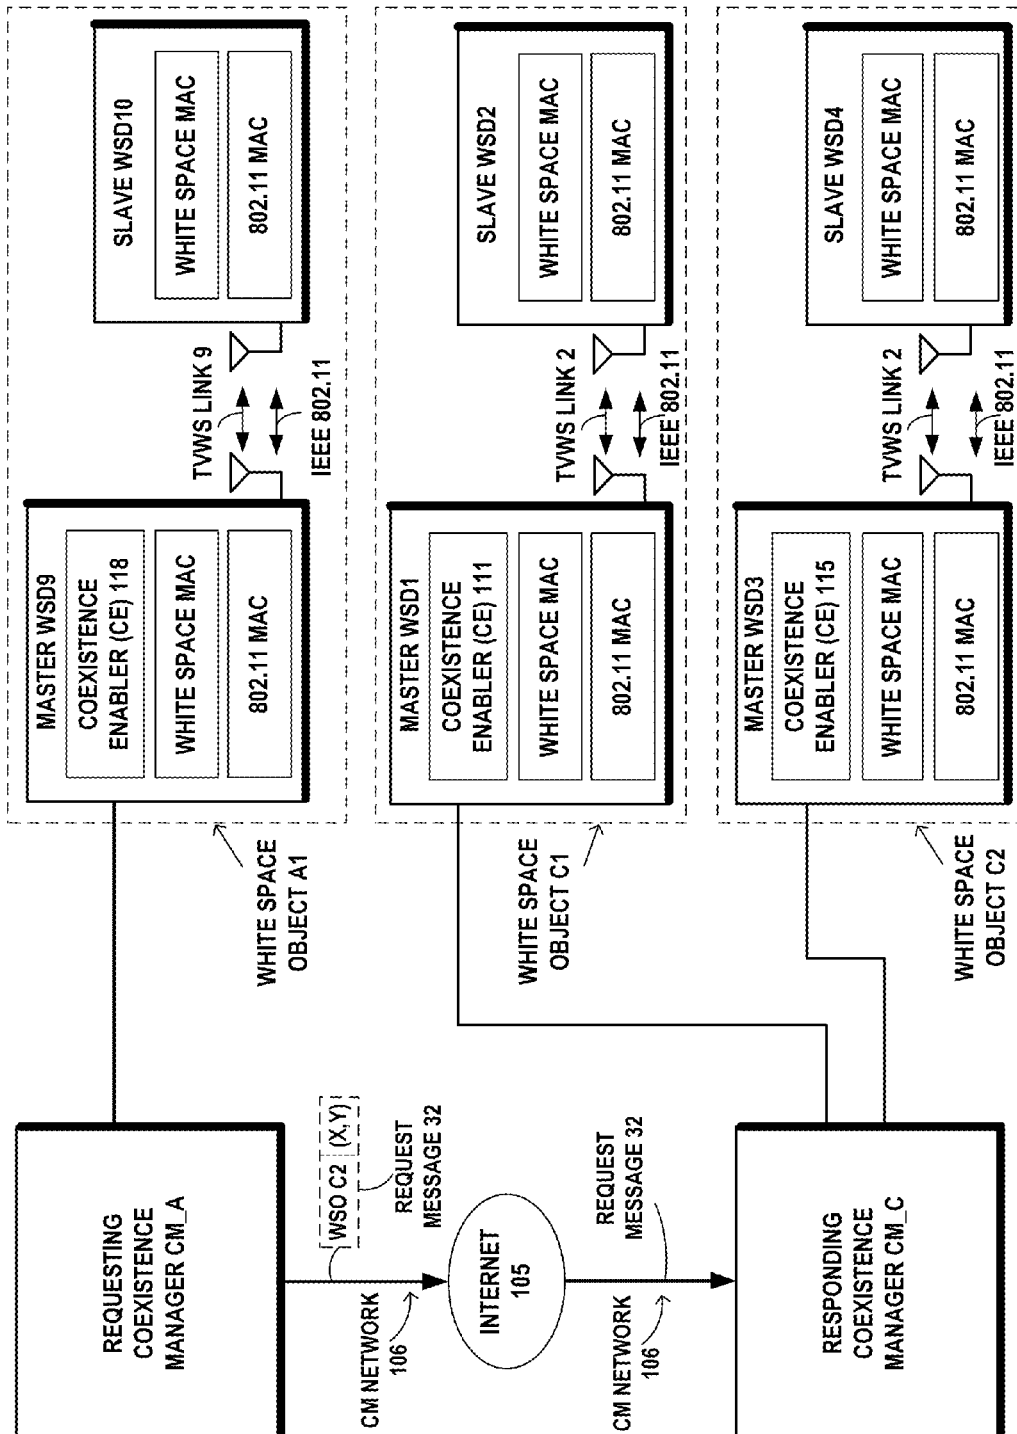 REQUESTING
COEXISTENCE
MANAGER CM_A
CM NETWORK
106
WSO C2
(X,Y)
REQUEST
MESSAGE 32
INTERNET
105
CM NETWORK
106
REQUEST
MESSAGE 32
RESPONDING
COEXISTENCE
MANAGER CM_C
WHITE SPACE
OBJECT A1
MASTER WSD9
COEXISTENCE
ENABLER (CE) 118
WHITE SPACE MAC
802.11 MAC
TVWS LINK 9
IEEE 802.11
SLAVE WSD10
WHITE SPACE MAC
802.11 MAC
WHITE SPACE
OBJECT C1
MASTER WSD1
COEXISTENCE
ENABLER (CE) 111
WHITE SPACE MAC
802.11 MAC
TVWS LINK 2
IEEE 802.11
SLAVE WSD2
WHITE SPACE MAC
802.11 MAC
WHITE SPACE
OBJECT C2
MASTER WSD3
COEXISTENCE
ENABLER (CE) 115
WHITE SPACE MAC
802.11 MAC
TVWS LINK 2
IEEE 802.11
SLAVE WSD4
WHITE SPACE MAC
802.11 MAC